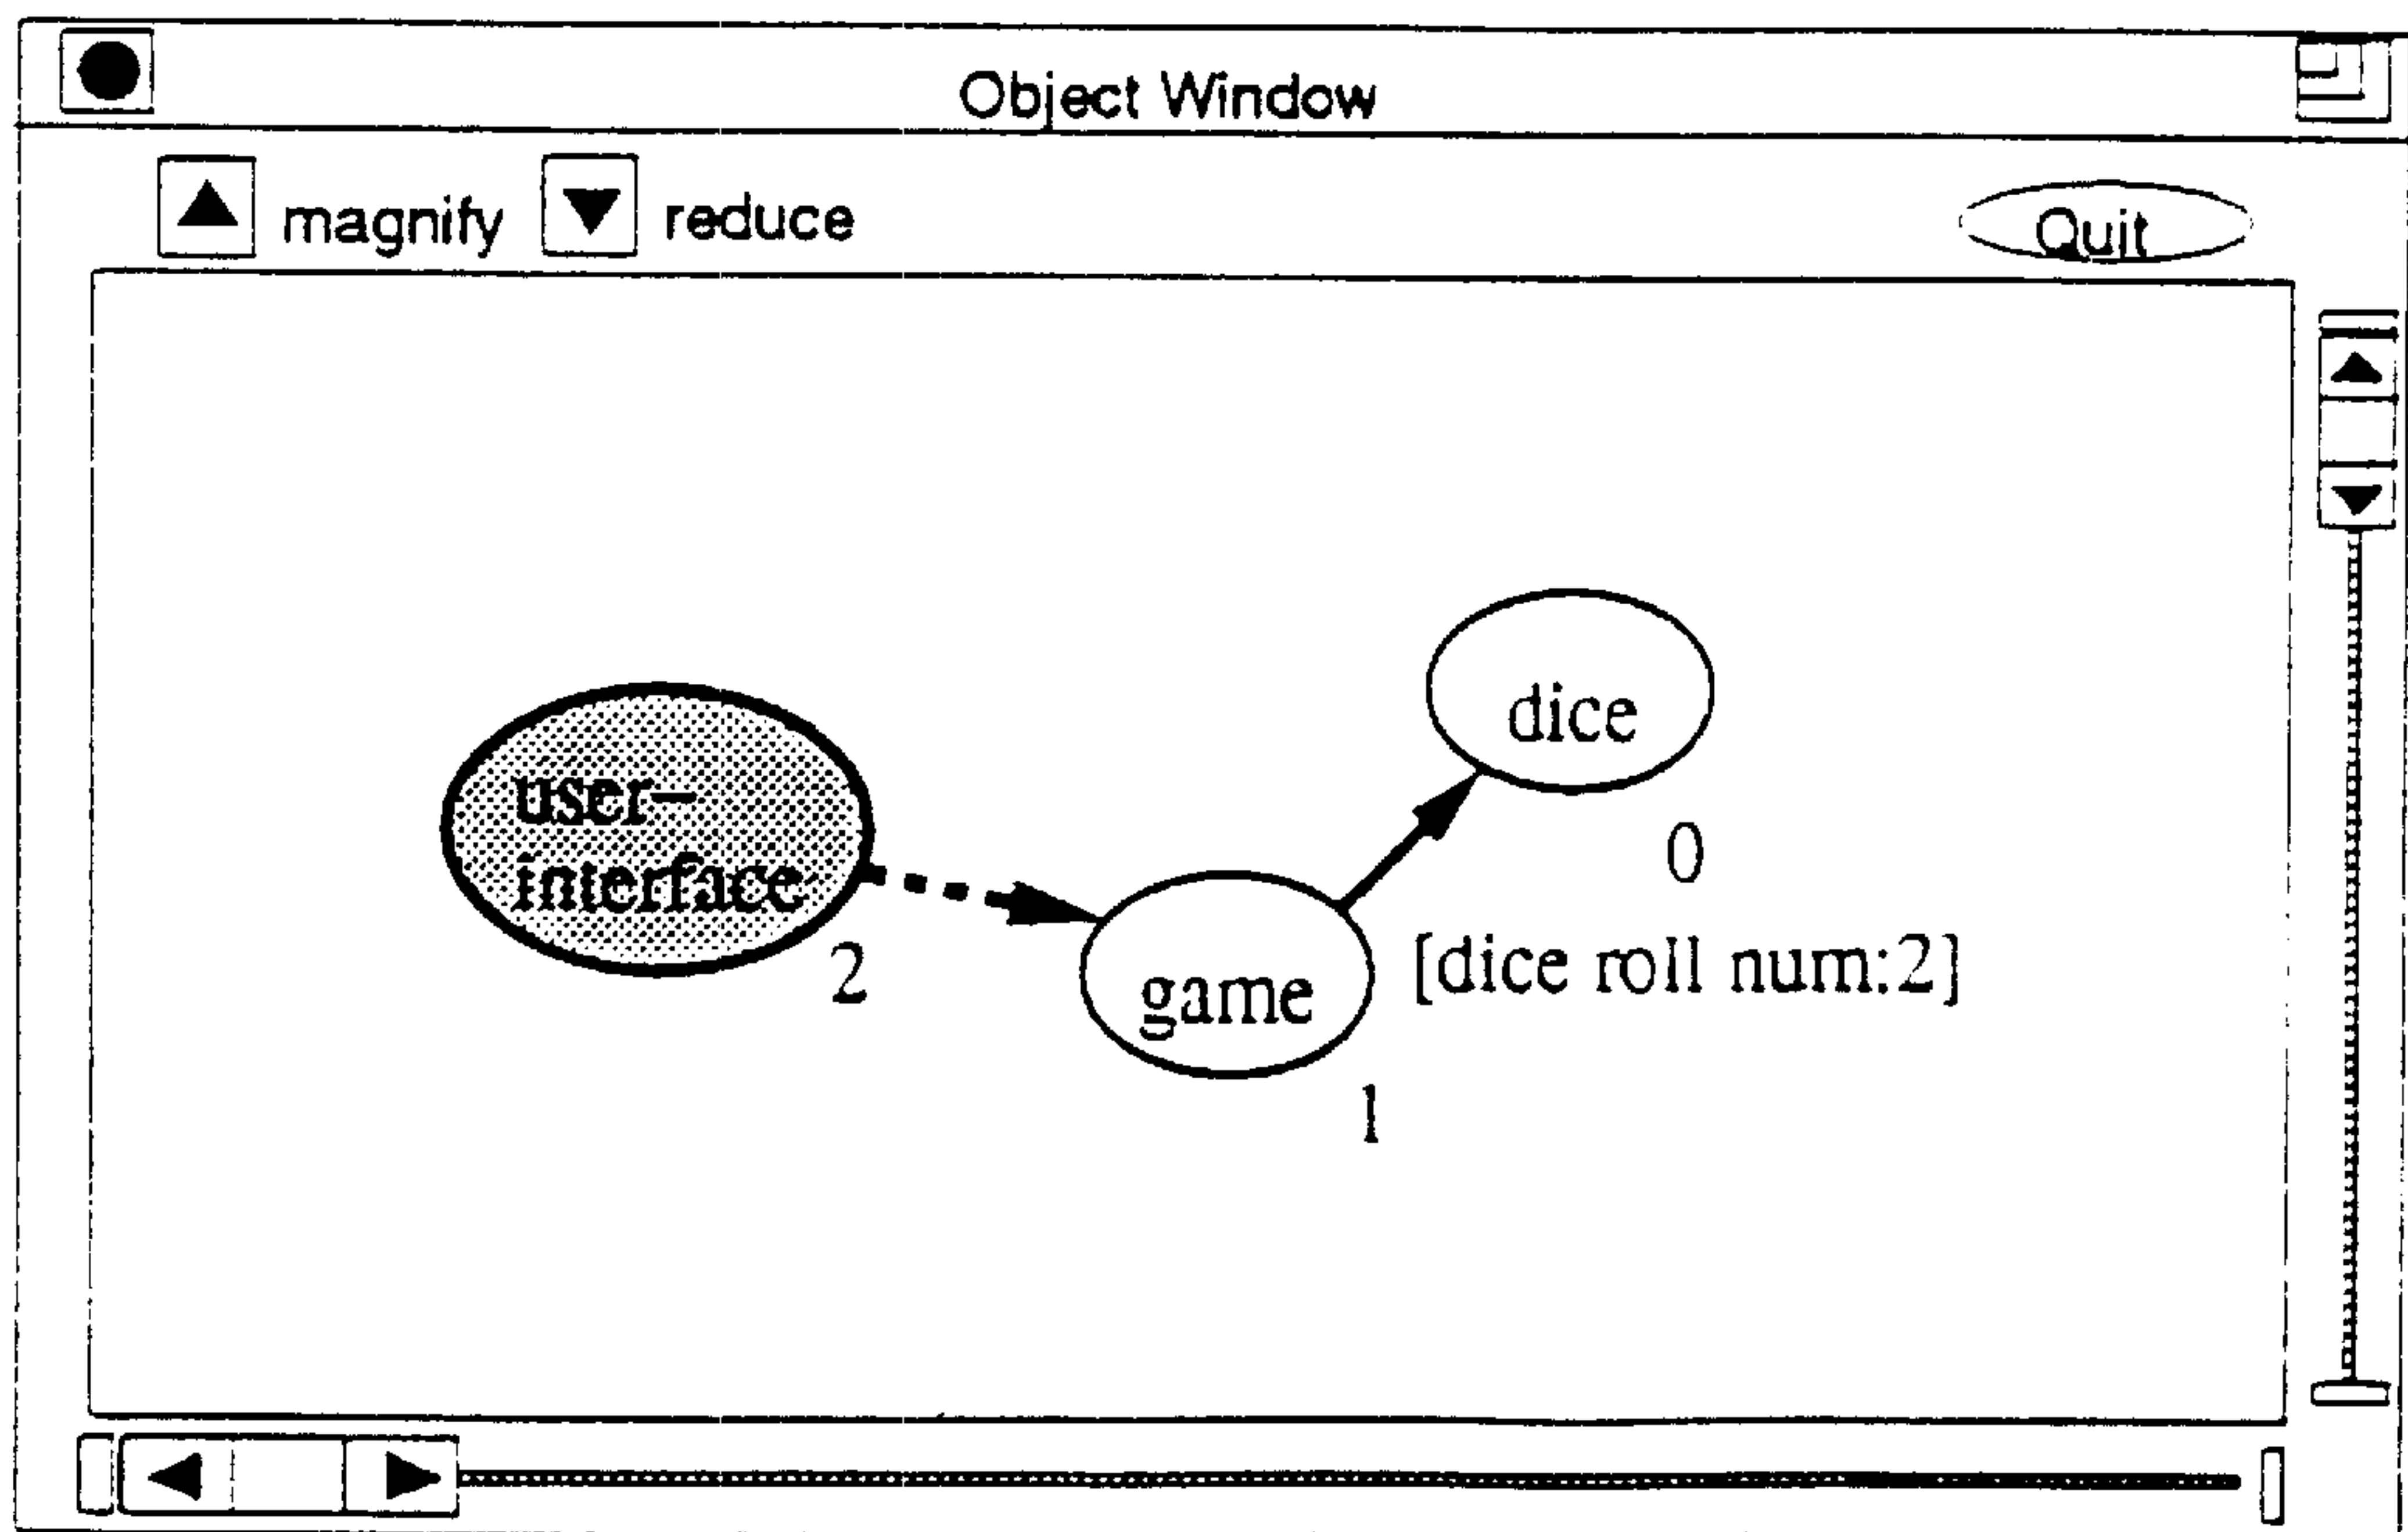 Object Window
magnify reduce Quit
dice
user-
interface
0
2
game
[dice roll num:2]
1